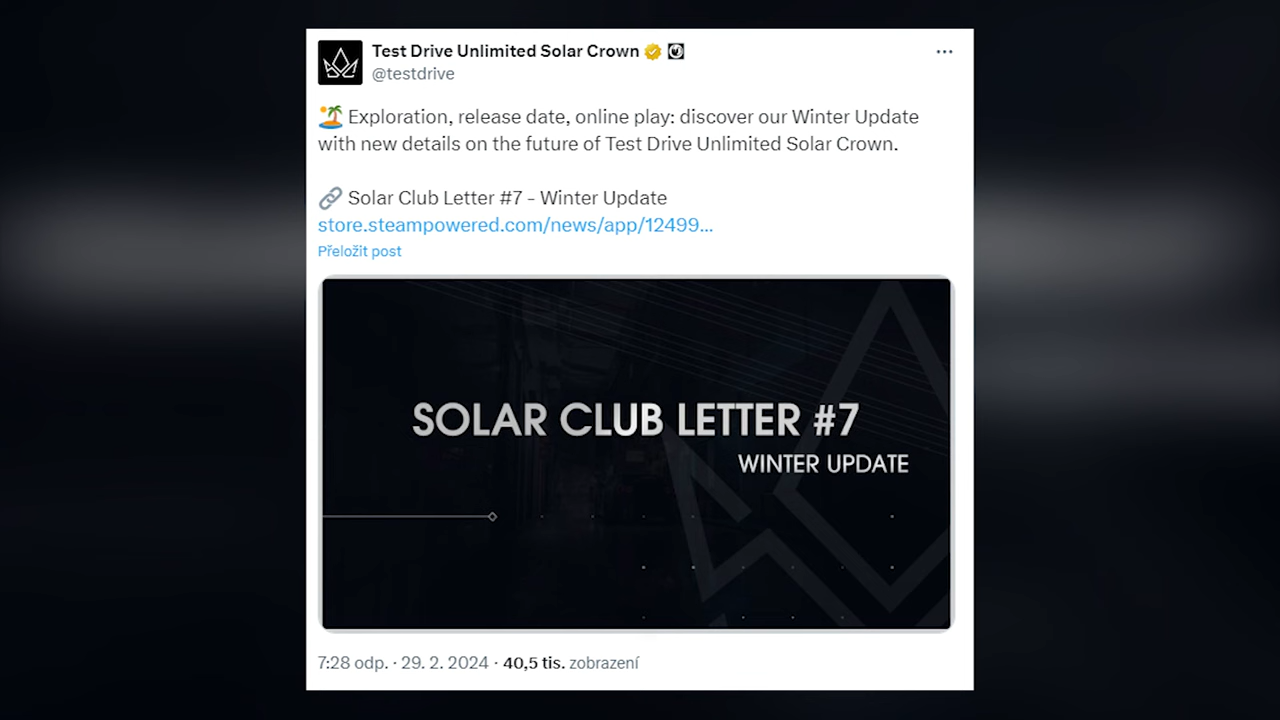 Test Drive Unlimited Solar Crown
@testdrive
🏝️ Exploration, release date, online play: discover our Winter Update
with new details on the future of Test Drive Unlimited Solar Crown.
🔗 Solar Club Letter #7 - Winter Update
store.steampowered.com/news/app/12499...
Přeložit post
SOLAR CLUB LETTER #7
WINTER UPDATE
7:28 odp. · 29. 2. 2024 · 40,5 tis. zobrazení